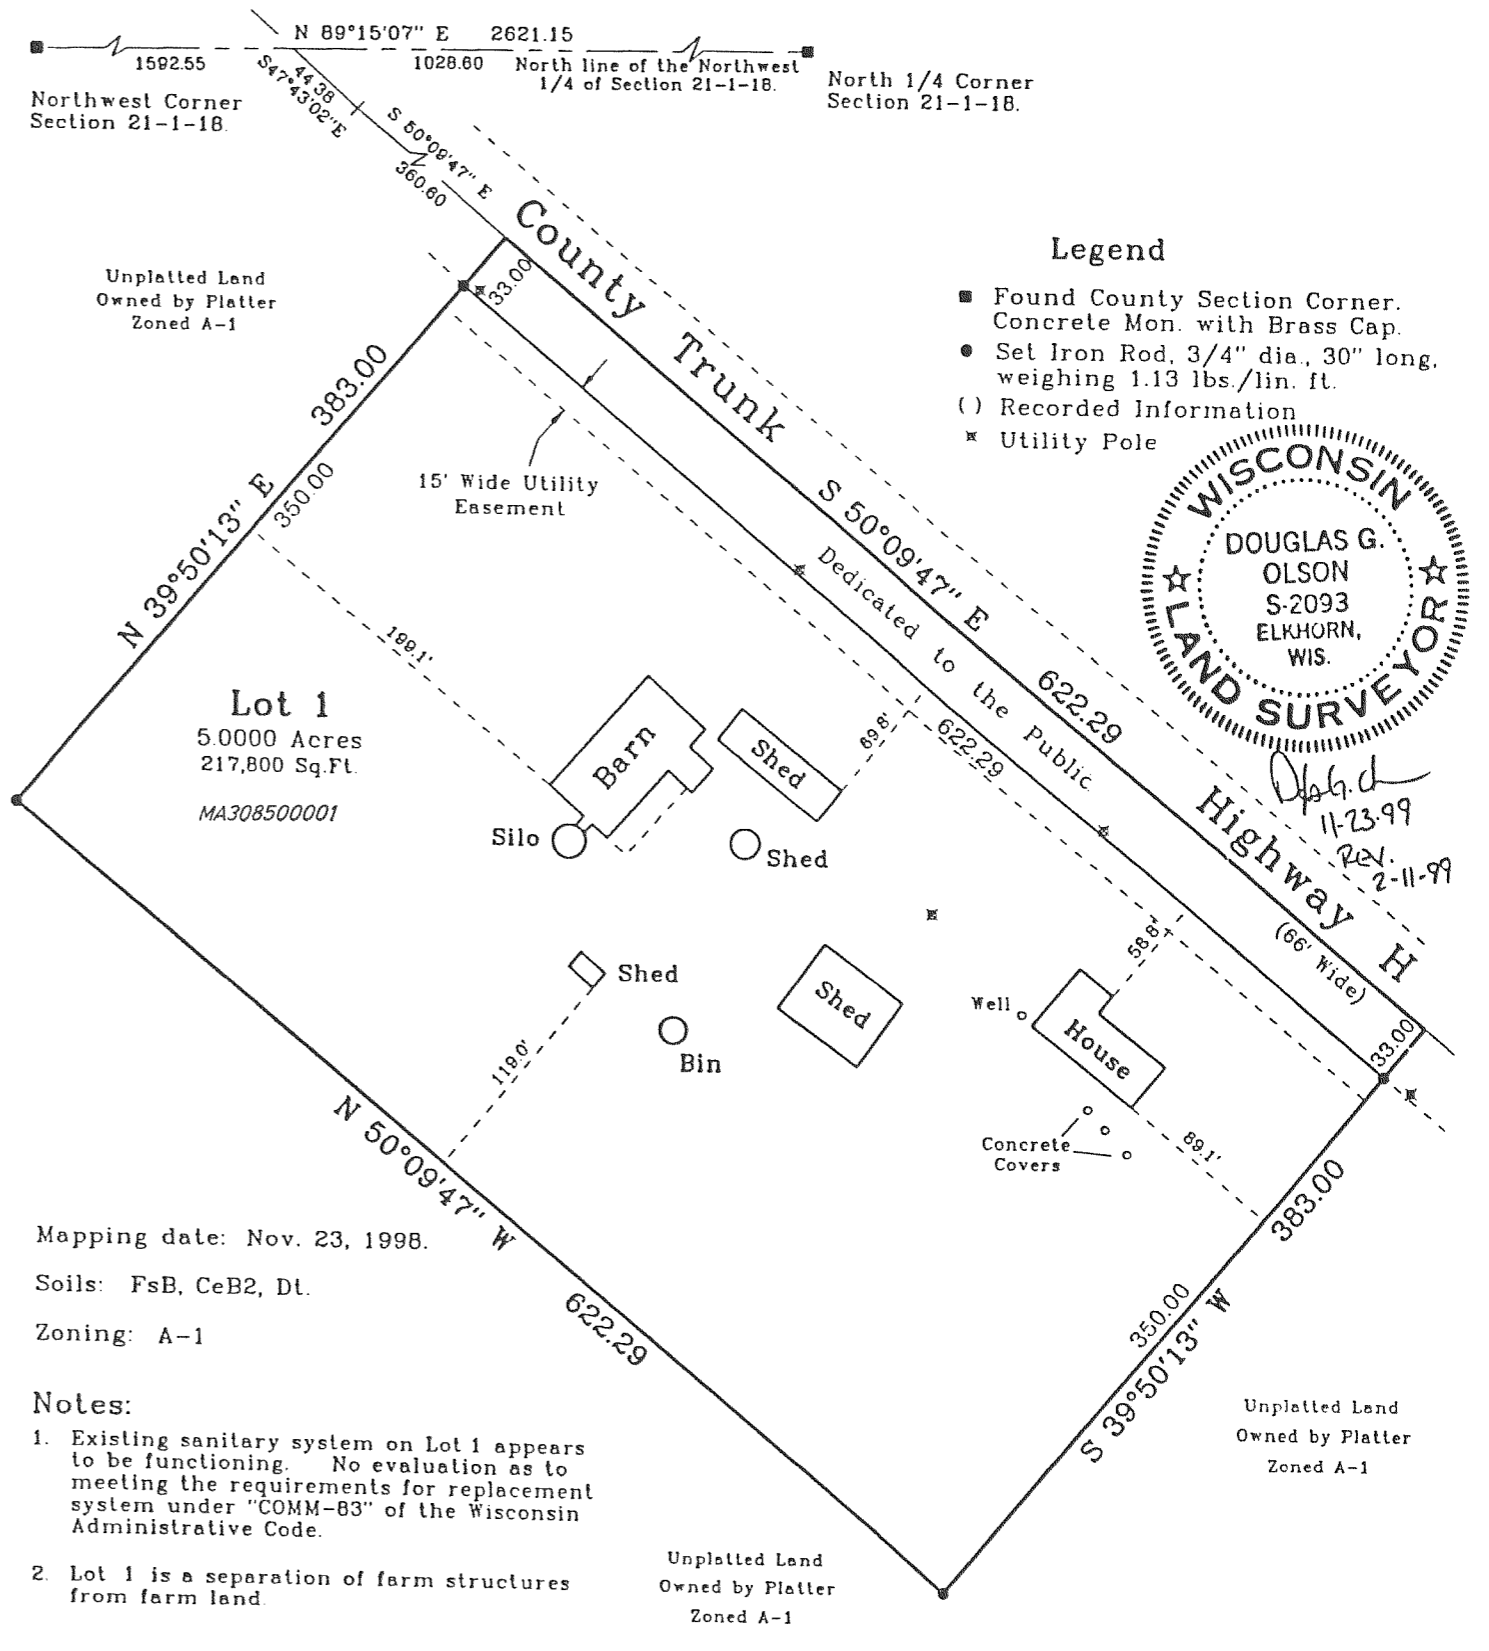 N 89°15'07" E 2621.15
1592.55
1028.60
North line of the Northwest
1/4 of Section 21-1-18.
Northwest Corner
Section 21-1-18.
North 1/4 Corner
Section 21-1-18.
44.38
S47°43'02"E
S 50°09'47" E
360.60
County Trunk Highway H
(66' Wide)
Unplatted Land
Owned by Platter
Zoned A-1
33.00
383.00
N 39°50'13" E
350.00
15' Wide Utility
Easement
Legend
Found County Section Corner.
Concrete Mon. with Brass Cap.
Set Iron Rod, 3/4" dia., 30" long,
weighing 1.13 lbs./lin. ft.
( ) Recorded Information
Utility Pole
WISCONSIN
LAND SURVEYOR
DOUGLAS G.
OLSON
S-2093
ELKHORN,
WIS.
11-23-99
REV.
2-11-99
S 50°09'47" E
622.29
Dedicated to the Public
622.29
199.1'
Lot 1
5.0000 Acres
217,800 Sq.Ft.
MA308500001
Barn
Shed
69.8'
Silo
Shed
Shed
Bin
Shed
119.0'
58.8'
Well
House
Concrete
Covers
89.1'
33.00
383.00
350.00
S 39°50'13" W
N 50°09'47" W
622.29
Mapping date: Nov. 23, 1998.
Soils: FsB, CeB2, Dt.
Zoning: A-1
Notes:
1. Existing sanitary system on Lot 1 appears
to be functioning. No evaluation as to
meeting the requirements for replacement
system under "COMM-83" of the Wisconsin
Administrative Code.
2. Lot 1 is a separation of farm structures
from farm land.
Unplatted Land
Owned by Platter
Zoned A-1
Unplatted Land
Owned by Platter
Zoned A-1